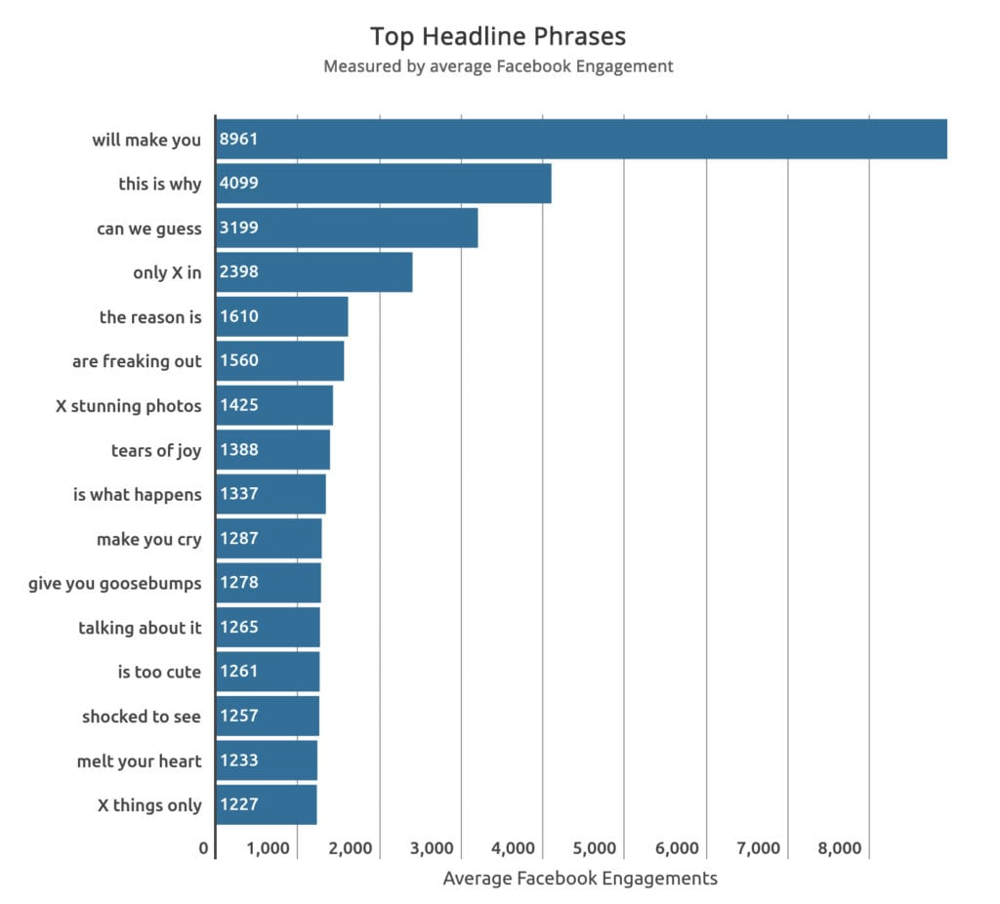 Top Headline Phrases
Measured by average Facebook Engagement
will make you 8961
this is why 4099
can we guess 3199
only X in 2398
the reason is 1610
are freaking out 1560
X stunning photos 1425
tears of joy 1388
is what happens 1337
make you cry 1287
give you goosebumps 1278
talking about it 1265
is too cute 1261
shocked to see 1257
melt your heart 1233
X things only 1227
0 1,000 2,000 3,000 4,000 5,000 6,000 7,000 8,000
Average Facebook Engagements